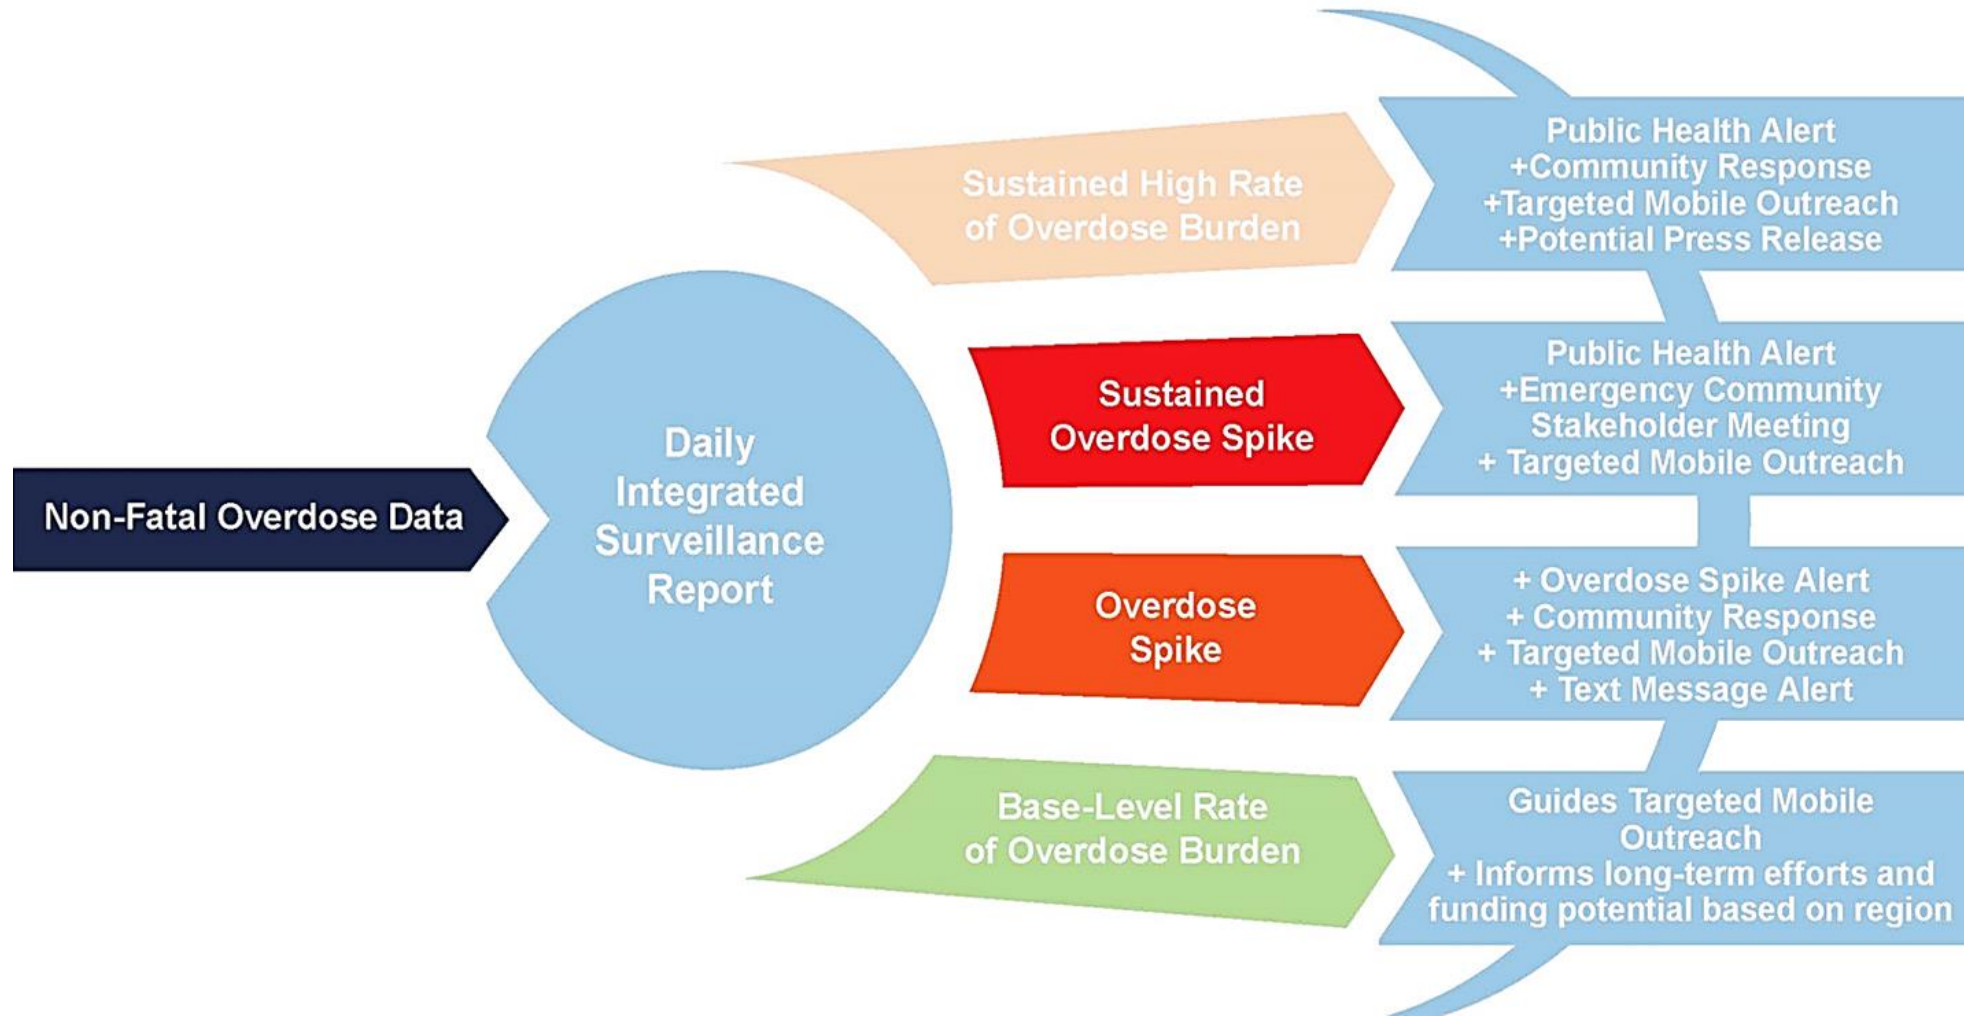 Non-Fatal Overdose Data
Daily
Integrated
Surveillance
Report
Sustained High Rate
of Overdose Burden
Public Health Alert
+Community Response
+Targeted Mobile Outreach
+Potential Press Release
Sustained
Overdose Spike
Public Health Alert
+Emergency Community
Stakeholder Meeting
+ Targeted Mobile Outreach
Overdose
Spike
+ Overdose Spike Alert
+ Community Response
+ Targeted Mobile Outreach
+ Text Message Alert
Base-Level Rate
of Overdose Burden
Guides Targeted Mobile
Outreach
+ Informs long-term efforts and
funding potential based on region